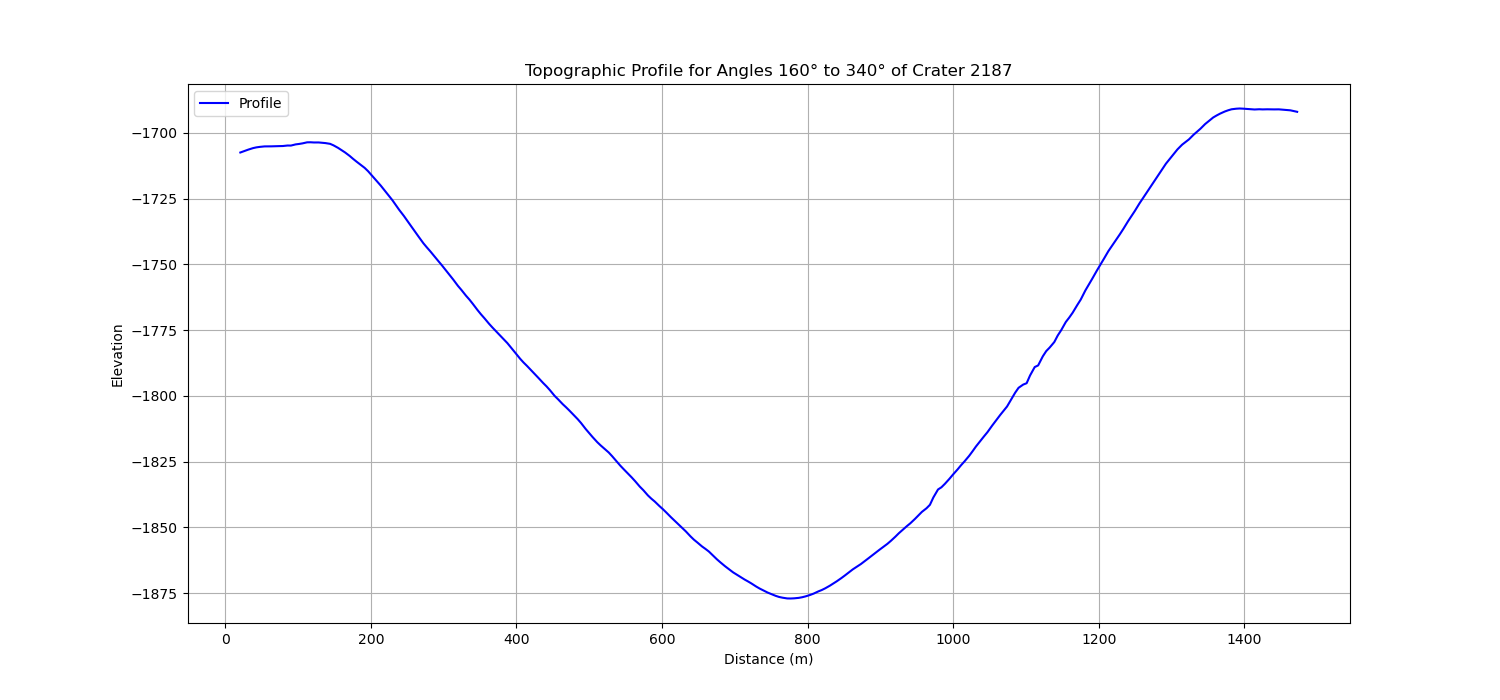 Topographic Profile for Angles 160° to 340° of Crater 2187
Profile
−1700
−1725
−1750
−1775
−1800
−1825
−1850
−1875
Elevation
0 200 400 600 800 1000 1200 1400
Distance (m)